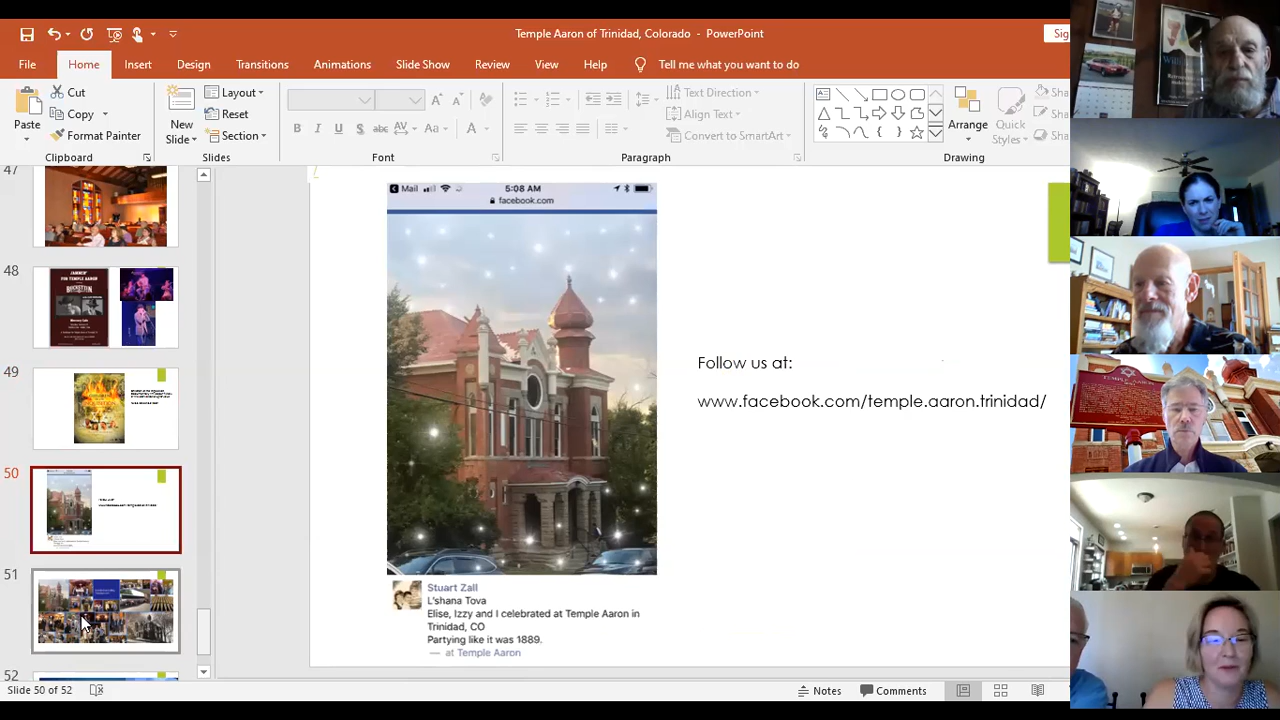 Temple Aaron of Trinidad, Colorado - PowerPoint
File
Home
Insert
Design
Transitions
Animations
Slide Show
Review
View
Help
Tell me what you want to do
Paste
Cut
Copy
Format Painter
Clipboard
New
Slide
Layout
Reset
Section
Slides
Font
Text Direction
Align Text
Convert to SmartArt
Paragraph
Arrange
Quick
Styles
Drawing
47
48
49
50
51
52
Mail
5:08 AM
facebook.com
Follow us at:
www.facebook.com/temple.aaron.trinidad/
Stuart Zall
L'shana Tova
Elise, Izzy and I celebrated at Temple Aaron in
Trinidad, CO
Partying like it was 1889.
— at Temple Aaron
TEMPLE AARON
Slide 50 of 52
Notes
Comments